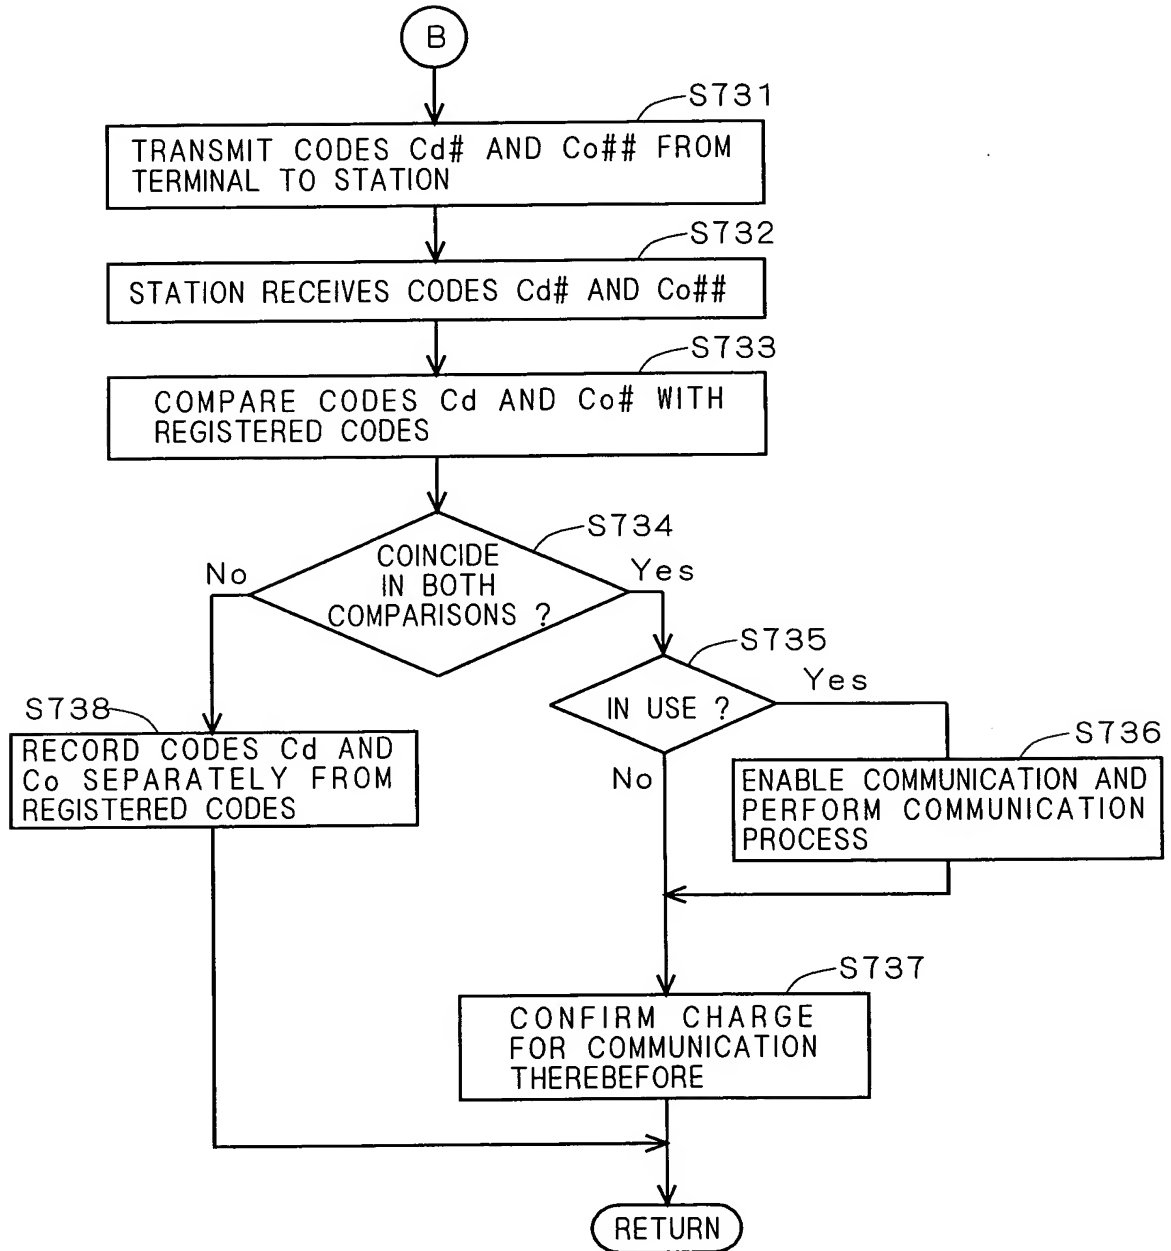 B
S731
TRANSMIT CODES Cd# AND Co## FROM
TERMINAL TO STATION
S732
STATION RECEIVES CODES Cd# AND Co##
S733
COMPARE CODES Cd AND Co# WITH
REGISTERED CODES
S734
COINCIDE
IN BOTH
COMPARISONS ?
No
Yes
S735
IN USE ?
Yes
No
S738
RECORD CODES Cd AND
Co SEPARATELY FROM
REGISTERED CODES
S736
ENABLE COMMUNICATION AND
PERFORM COMMUNICATION
PROCESS
S737
CONFIRM CHARGE
FOR COMMUNICATION
THEREBEFORE
RETURN